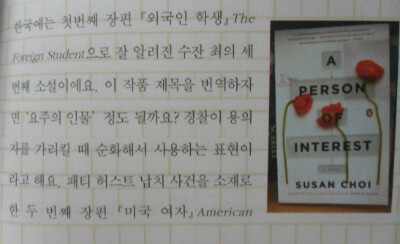 한국에는 첫번째 장편 『외국인 학생』The
Foreign Student으로 잘 알려진 수잔 최의 세
번째 소설이에요. 이 작품 제목을 번역하자
면 '요주의 인물' 정도 될까요? 경찰이 용의
자를 가리킬 때 순화해서 사용하는 표현이
라고 해요. 패티 허스트 납치 사건을 소재로
한 두 번째 장편 『미국 여자』American
A
PERSON
OF
INTEREST
SUSAN CHOI